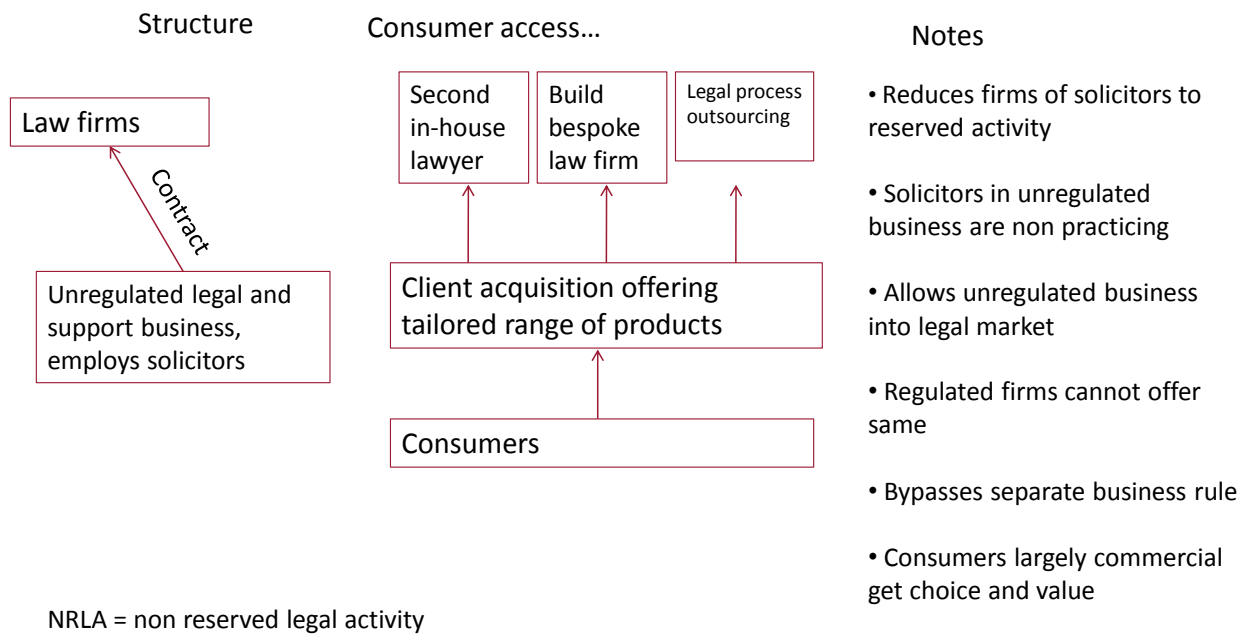 Structure
Law firms
Contract
Unregulated legal and
support business,
employs solicitors
Consumer access...
Second
in-house
lawyer
Build
bespoke
law firm
Legal process
outsourcing
Client acquisition offering
tailored range of products
Consumers
Notes
• Reduces firms of solicitors to
reserved activity
• Solicitors in unregulated
business are non practicing
• Allows unregulated business
into legal market
• Regulated firms cannot offer
same
• Bypasses separate business rule
• Consumers largely commercial
get choice and value
NRLA = non reserved legal activity